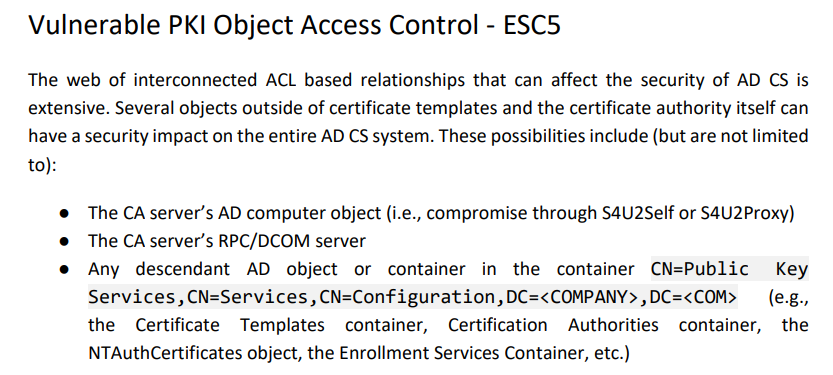 Vulnerable PKI Object Access Control - ESC5
The web of interconnected ACL based relationships that can affect the security of AD CS is
extensive. Several objects outside of certificate templates and the certificate authority itself can
have a security impact on the entire AD CS system. These possibilities include (but are not limited
to):
● The CA server's AD computer object (i.e., compromise through S4U2Self or S4U2Proxy)
● The CA server's RPC/DCOM server
● Any descendant AD object or container in the container CN=Public Key
Services,CN=Services,CN=Configuration,DC=<COMPANY>,DC=<COM> (e.g.,
the Certificate Templates container, Certification Authorities container, the
NTAuthCertificates object, the Enrollment Services Container, etc.)